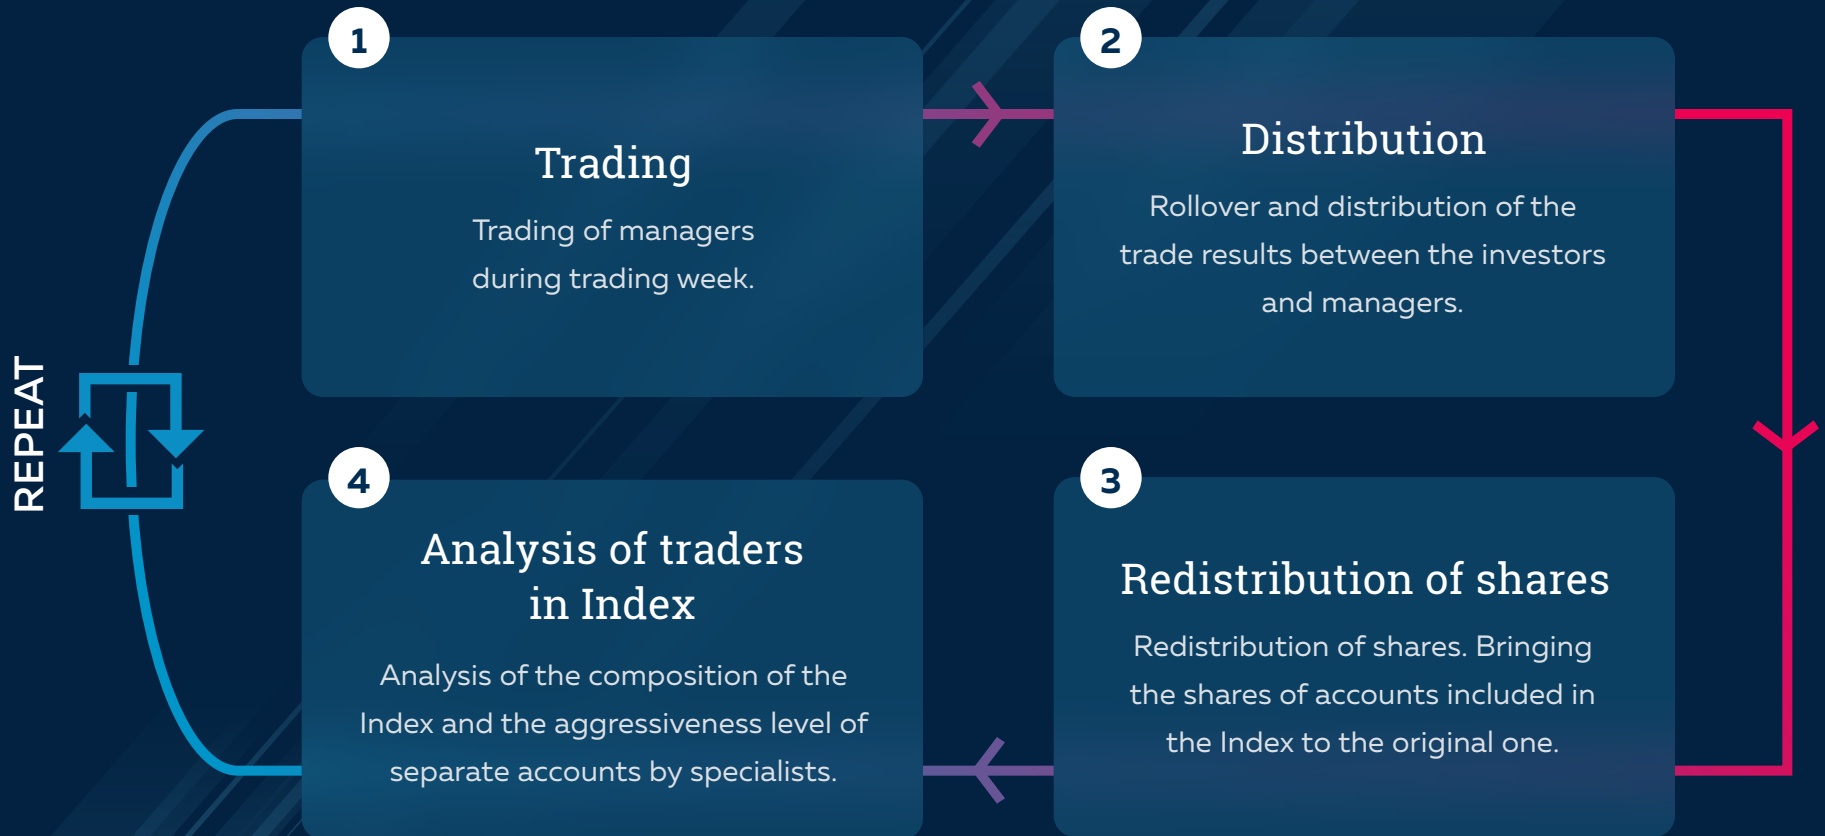 1
Trading
Trading of managers
during trading week.
2
Distribution
Rollover and distribution of the
trade results between the investors
and managers.
3
Redistribution of shares
Redistribution of shares. Bringing
the shares of accounts included in
the Index to the original one.
4
Analysis of traders
in Index
Analysis of the composition of the
Index and the aggressiveness level of
separate accounts by specialists.
REPEAT